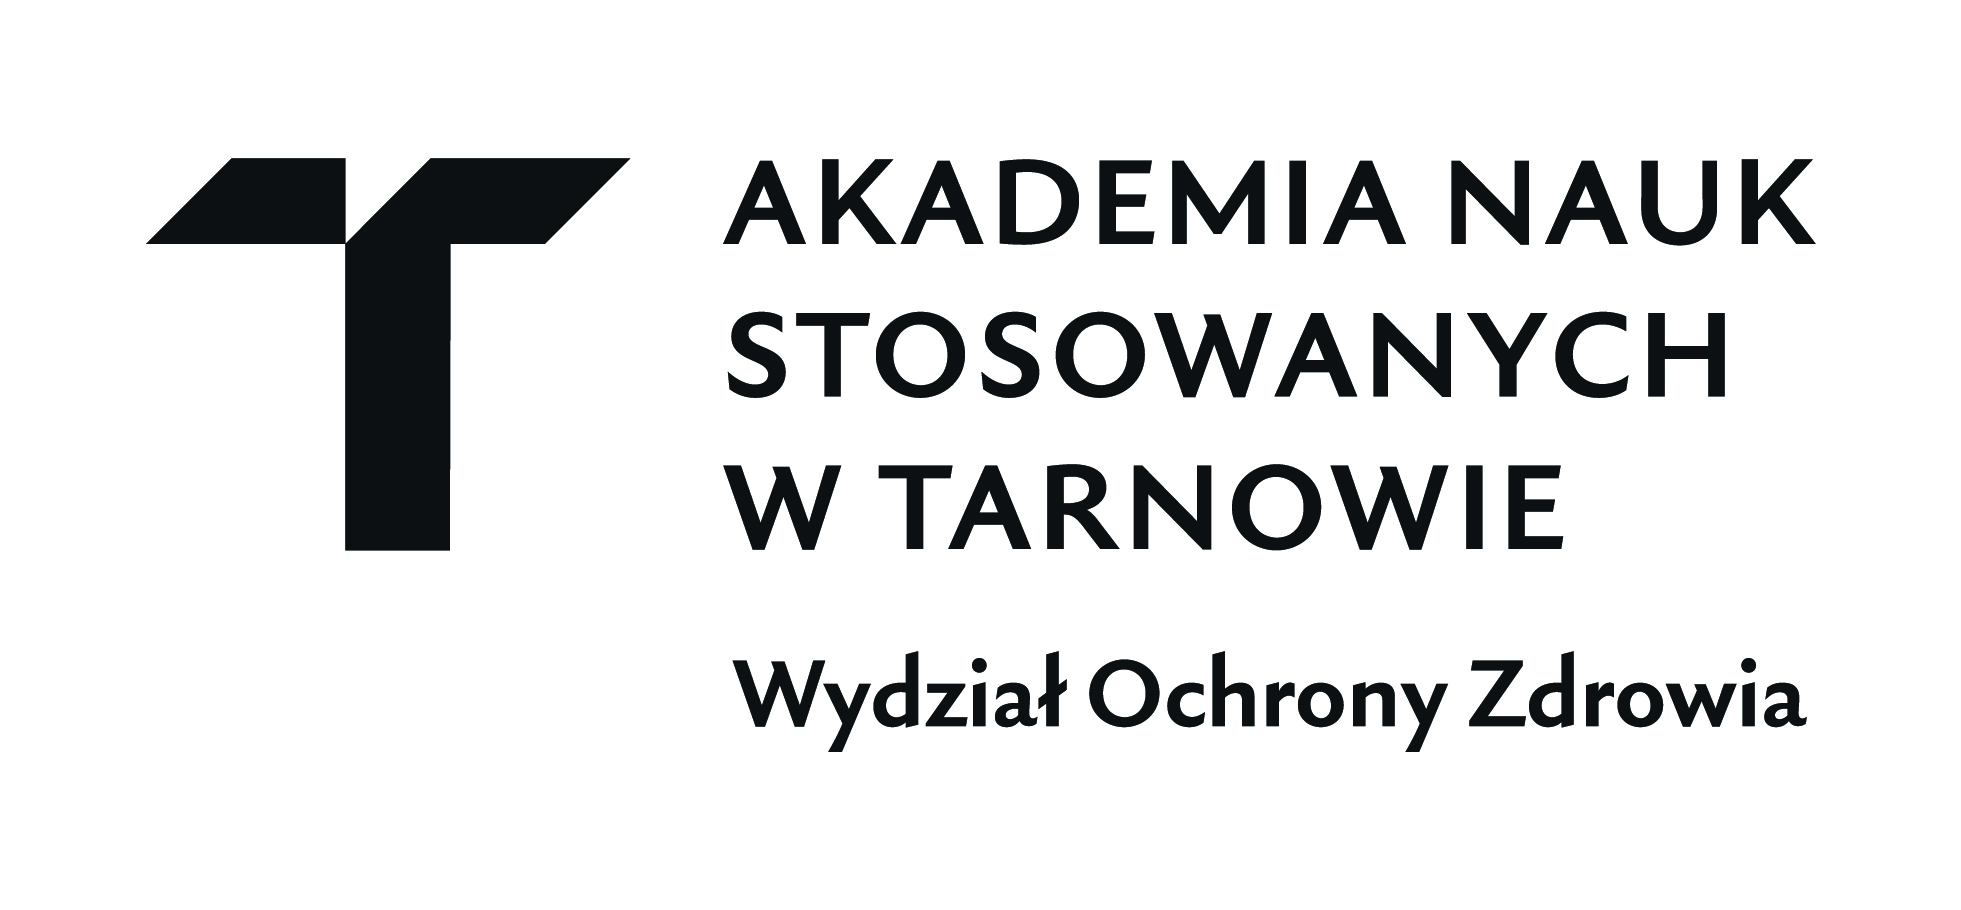 AKADEMIA NAUK
STOSOWANYCH
W TARNOWIE
Wydział Ochrony Zdrowia